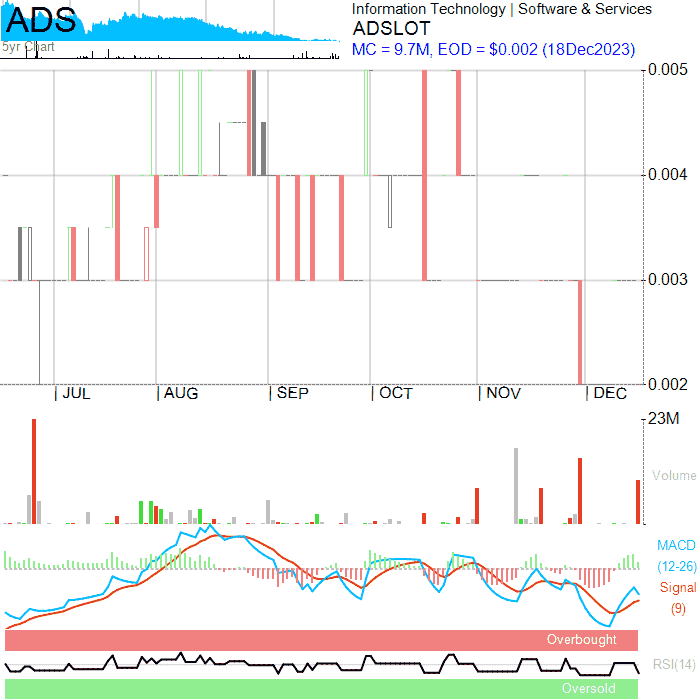 ADS
5yr Chart
Information Technology | Software & Services
ADSLOT
MC = 9.7M, EOD = $0.002 (18Dec2023)
0.005
0.004
0.003
0.002
| JUL | AUG | SEP | OCT | NOV | DEC
23M
Volume
MACD
(12-26)
Signal
(9)
Overbought
RSI(14)
Oversold